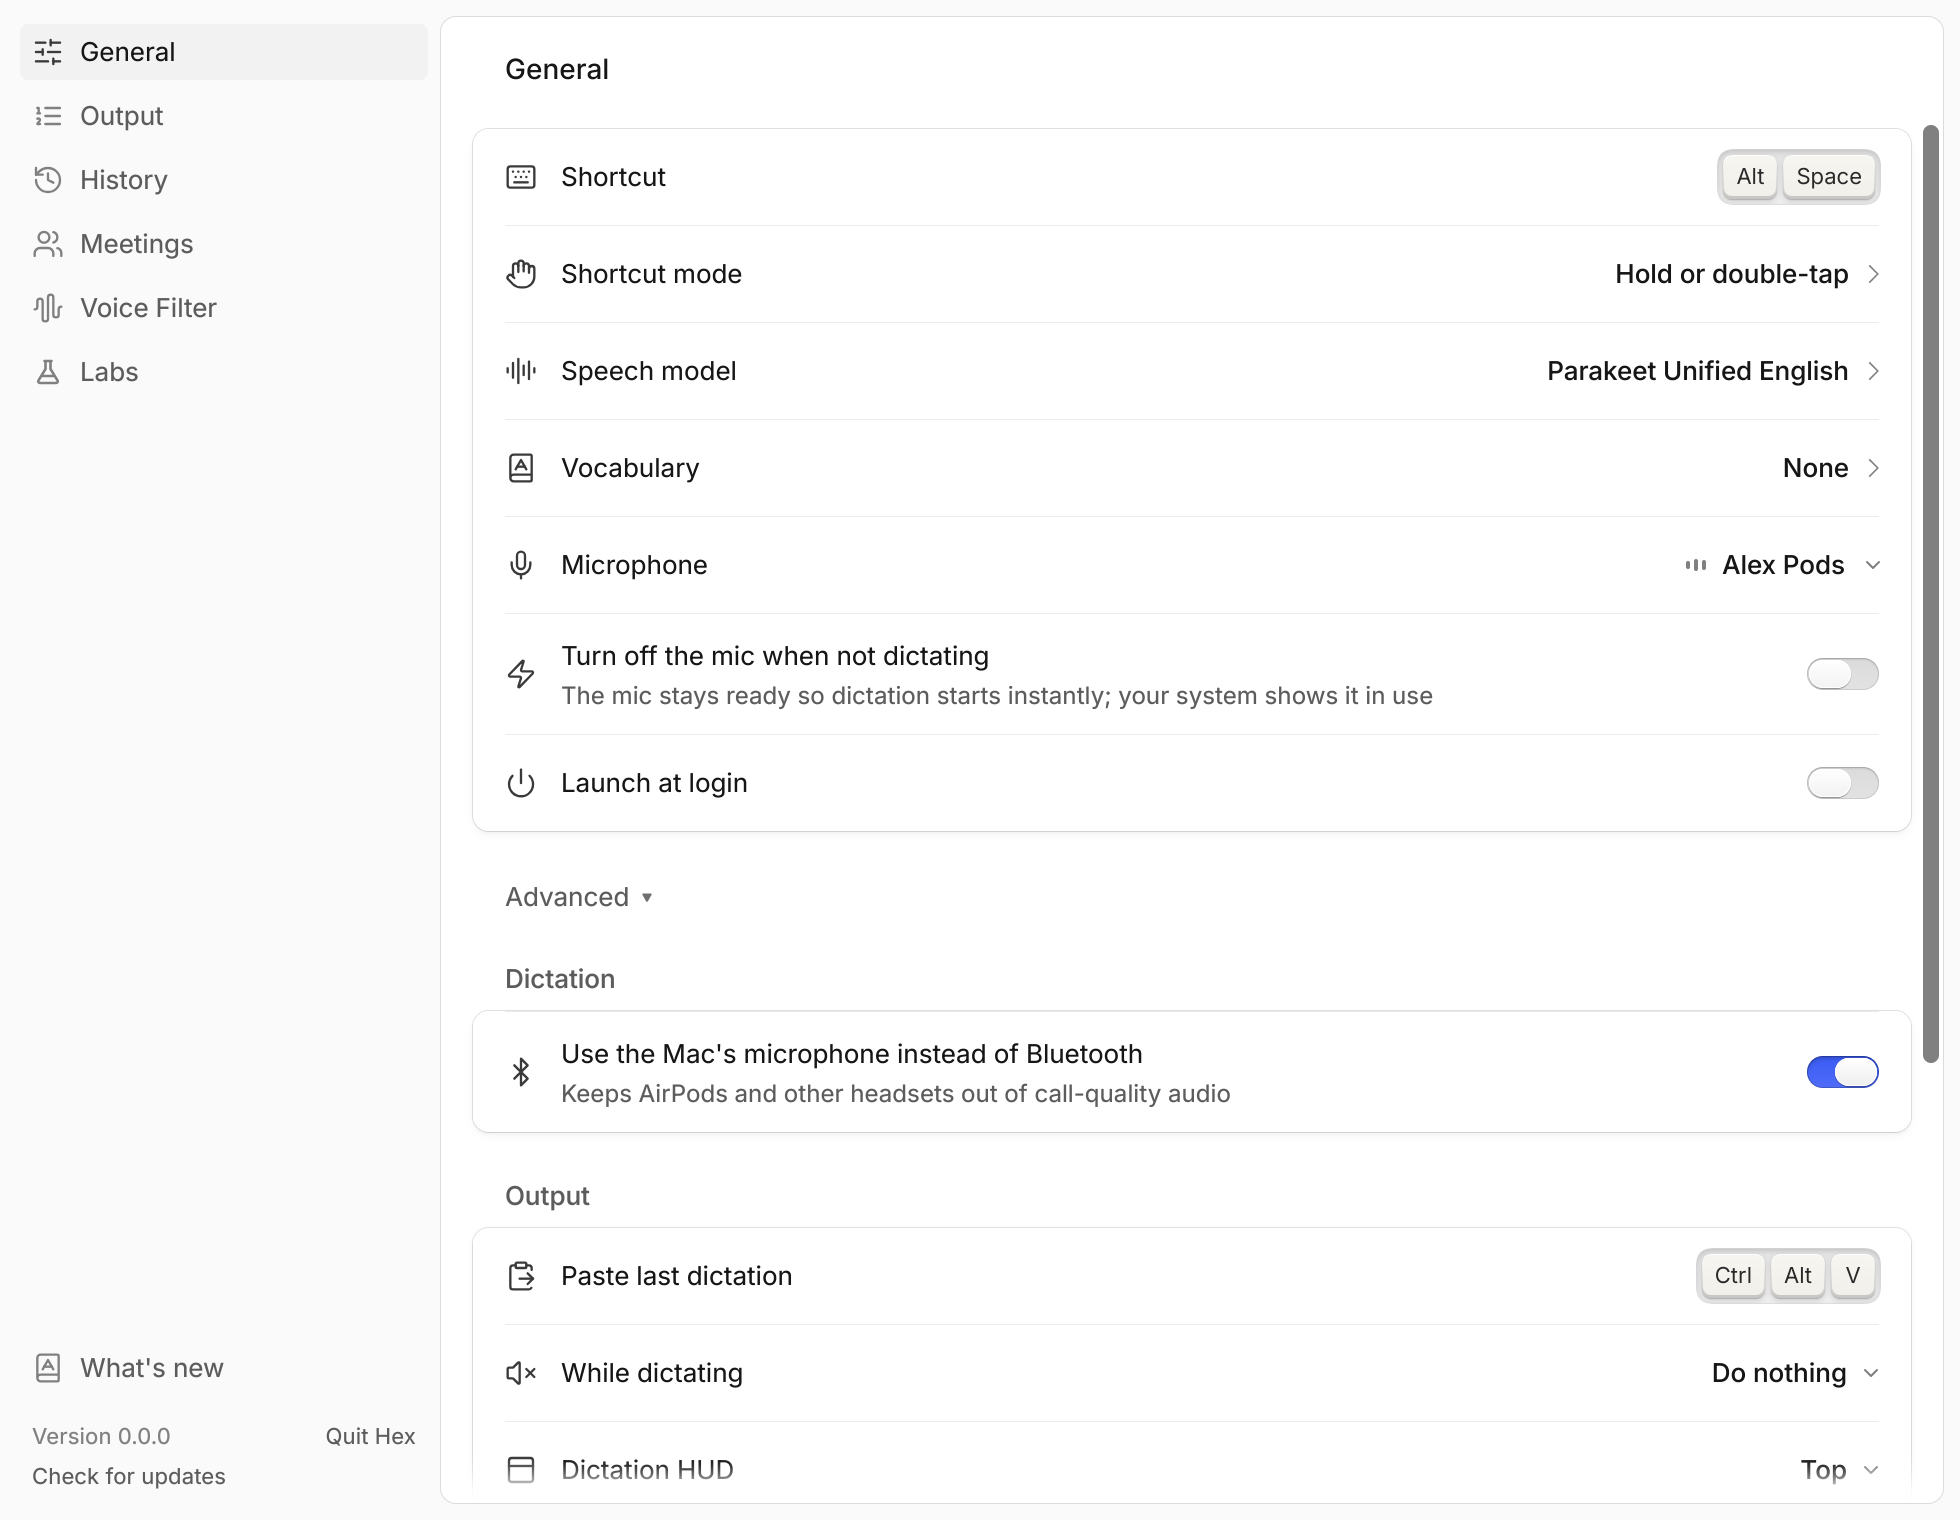 General
Output
History
Meetings
Voice Filter
Labs
What's new
Version 0.0.0
Quit Hex
Check for updates
General
Shortcut
Alt Space
Shortcut mode
Hold or double-tap
Speech model
Parakeet Unified English
Vocabulary
None
Microphone
Alex Pods
Turn off the mic when not dictating
The mic stays ready so dictation starts instantly; your system shows it in use
Launch at login
Advanced
Dictation
Use the Mac's microphone instead of Bluetooth
Keeps AirPods and other headsets out of call-quality audio
Output
Paste last dictation
Ctrl Alt V
While dictating
Do nothing
Dictation HUD
Top